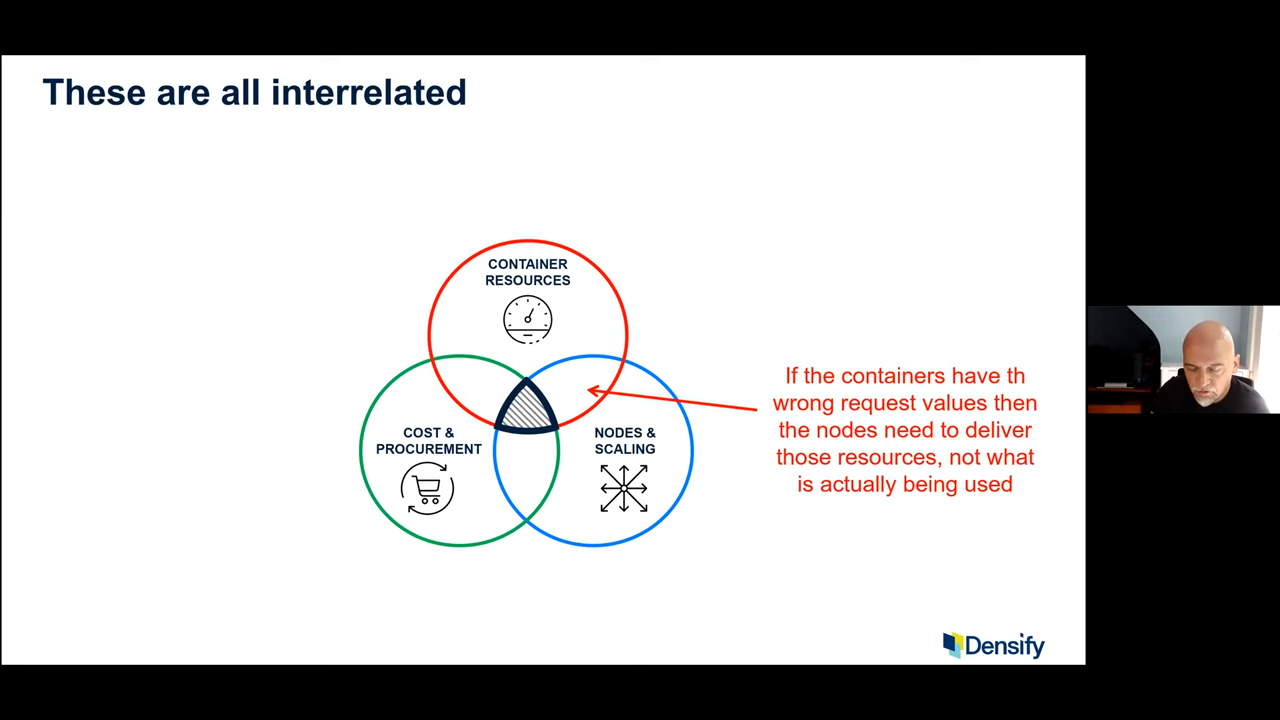 These are all interrelated
CONTAINER
RESOURCES
COST &
PROCUREMENT
NODES &
SCALING
If the containers have th
wrong request values then
the nodes need to deliver
those resources, not what
is actually being used
Densify